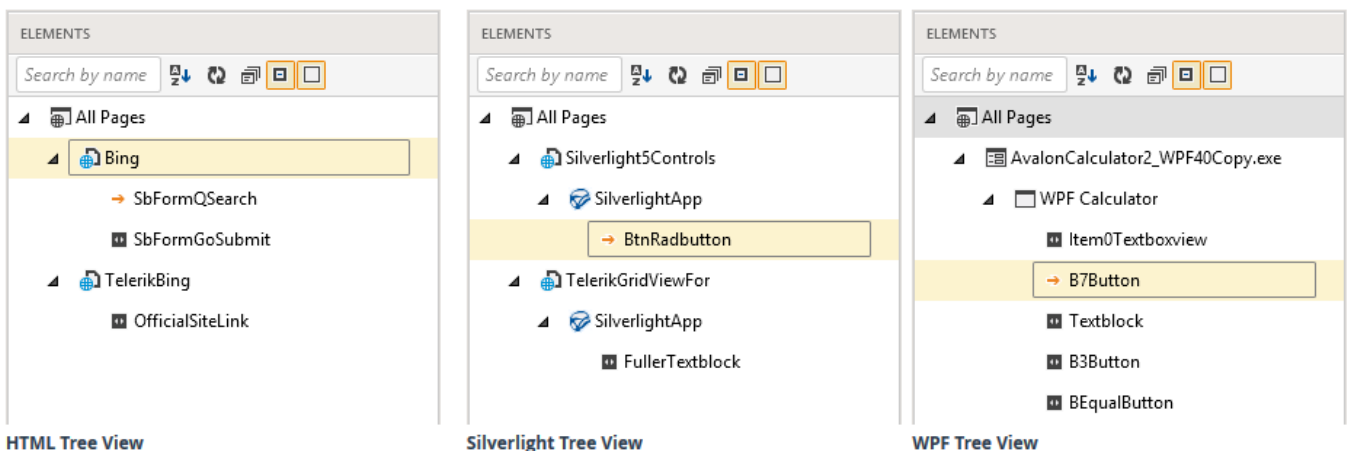 ELEMENTS
Search by name
All Pages
Bing
SbFormQSearch
SbFormGoSubmit
TelerikBing
OfficialSiteLink
HTML Tree View
ELEMENTS
Search by name
All Pages
Silverlight5Controls
SilverlightApp
BtnRadbutton
TelerikGridViewFor
SilverlightApp
FullerTextblock
Silverlight Tree View
ELEMENTS
Search by name
All Pages
AvalonCalculator2_WPF40Copy.exe
WPF Calculator
Item0Textboxview
B7Button
Textblock
B3Button
BEqualButton
WPF Tree View